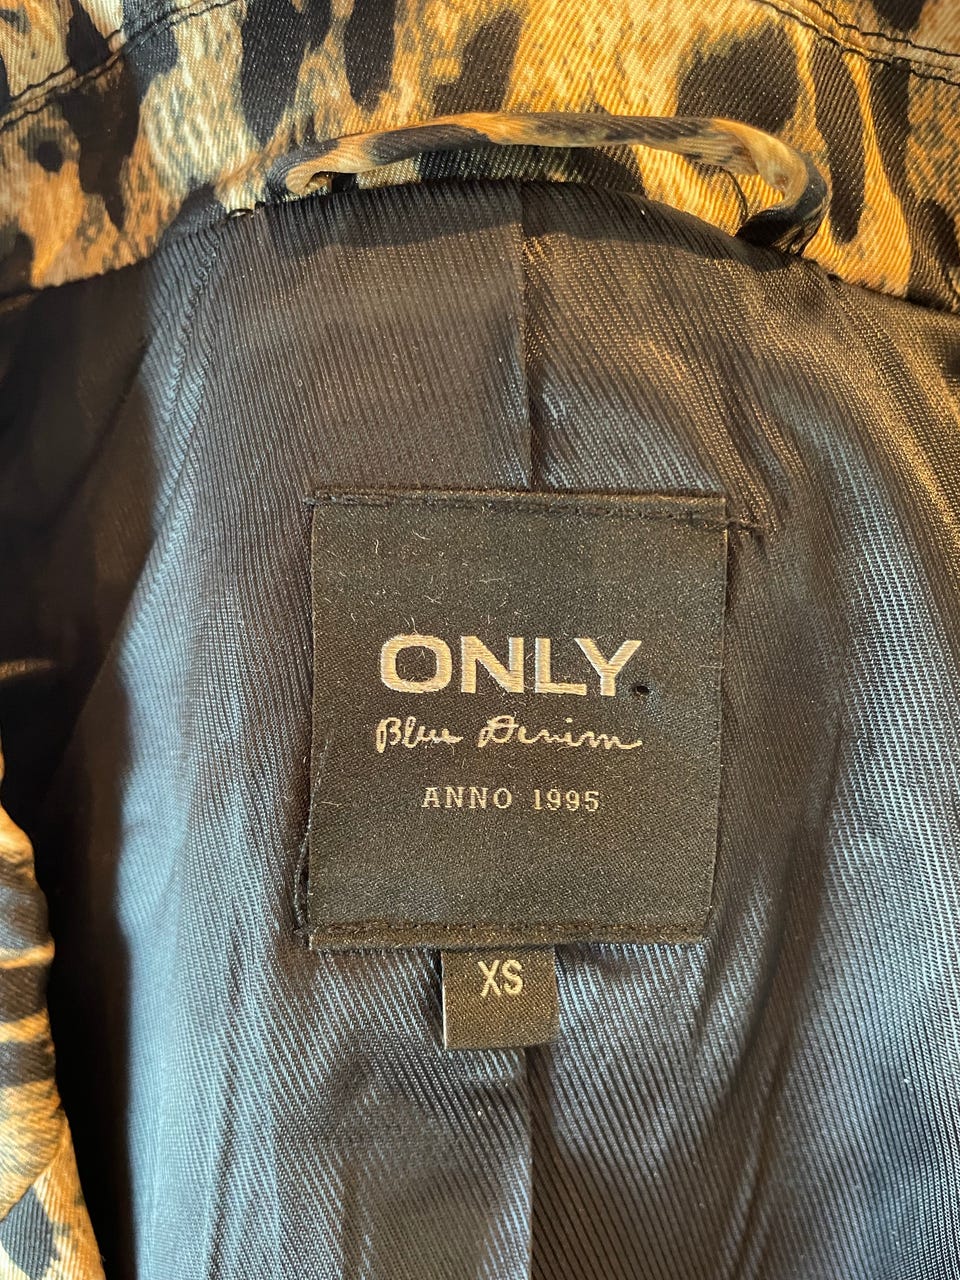 ONLY.
Blue Denim
ANNO 1995
XS